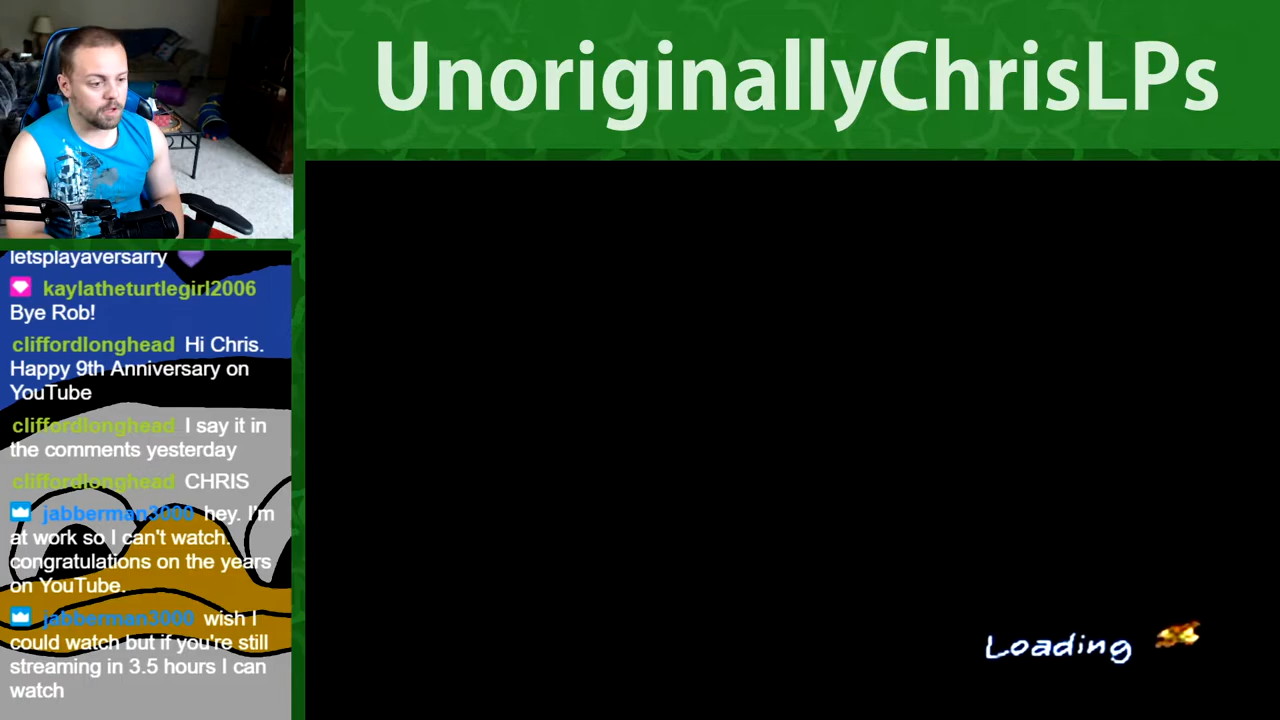 UnoriginallyChrisLPs
letsplayaversarry
kaylatheturtlegirl2006
Bye Rob!
cliffordlonghead Hi Chris.
Happy 9th Anniversary on
YouTube
cliffordlonghead I say it in
the comments yesterday
cliffordlonghead CHRIS
jabberman3000 hey. I'm
at work so I can't watch.
congratulations on the years
on YouTube.
jabberman3000 wish I
could watch but if you're still
streaming in 3.5 hours I can
watch
Loading